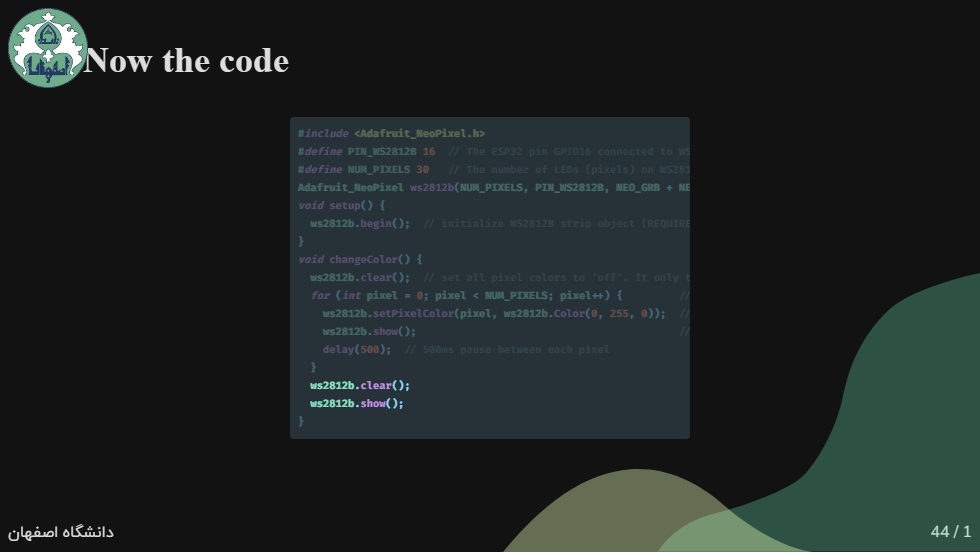 Now the code
#include <Adafruit_NeoPixel.h>
#define PIN_WS2812B 16 // The ESP32 pin GPIO16 connected to
#define NUM_PIXELS 30 // The number of LEDs (pixels) on
Adafruit_NeoPixel ws2812b(NUM_PIXELS, PIN_WS2812B, NEO_GRB +
void setup() {
ws2812b.begin(); // initialize WS2812B strip object
}
void changeColor() {
ws2812b.clear(); // set all pixel colors to 'off'. It only
for (int pixel = 0; pixel < NUM_PIXELS; pixel++) { //
ws2812b.setPixelColor(pixel, ws2812b.Color(0, 255, 0)); //
ws2812b.show(); //
delay(500); // 500ms pause between each pixel
}
ws2812b.clear();
ws2812b.show();
}
دانشگاه اصفهان
44 / 1